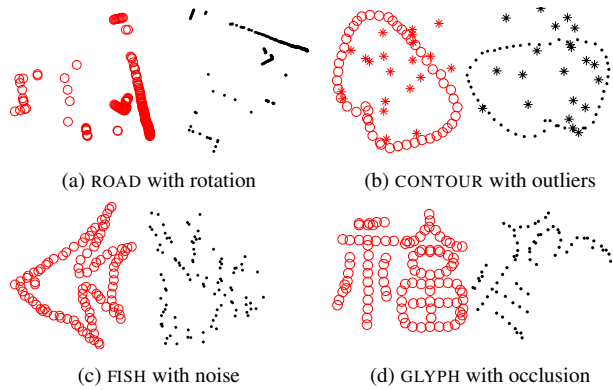 (a) ROAD with rotation
(b) CONTOUR with outliers
(c) FISH with noise
(d) GLYPH with occlusion